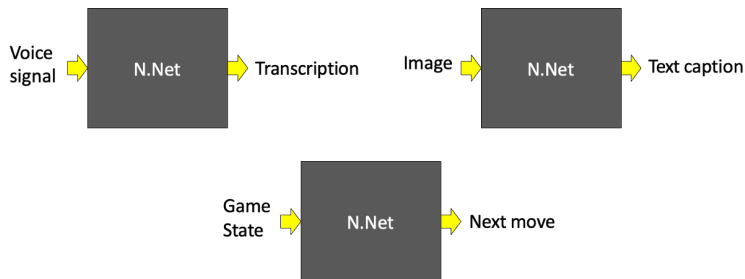 Voice
signal
N.Net
Transcription
Image
N.Net
Text caption
Game
State
N.Net
Next move